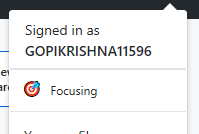 Signed in as
GOPIKRISHNA11596
Focusing